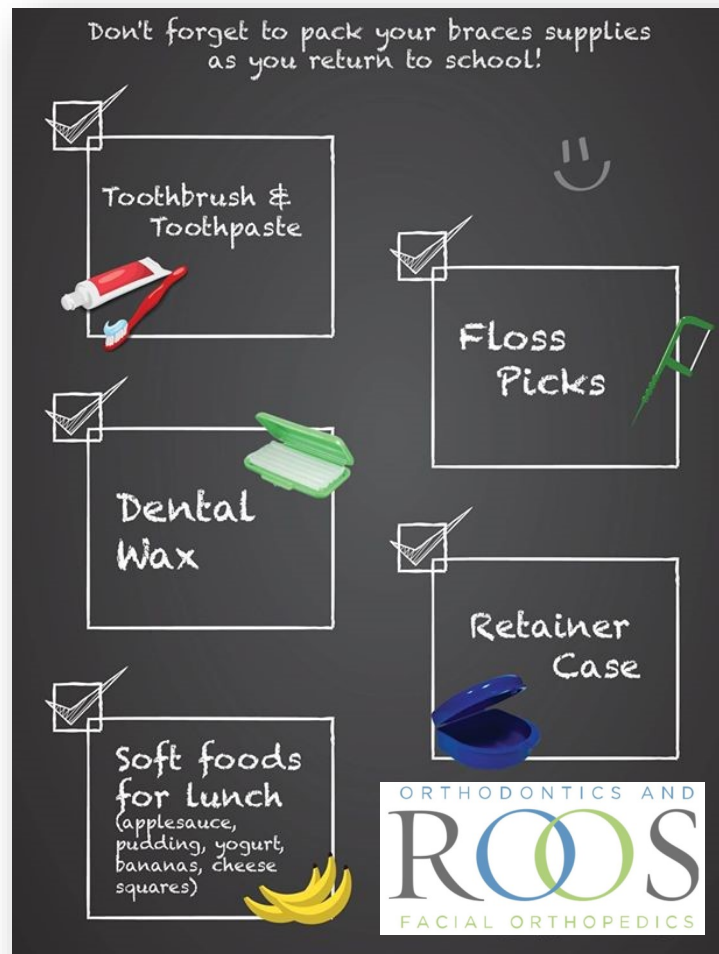 Don't forget to pack your braces supplies
as you return to school!
Toothbrush &
Toothpaste
Floss
Picks
Dental
Wax
Retainer
Case
Soft foods
for lunch
(applesauce,
pudding, yogurt,
bananas, cheese
squares)
ORTHODONTICS AND
ROOS
FACIAL ORTHOPEDICS